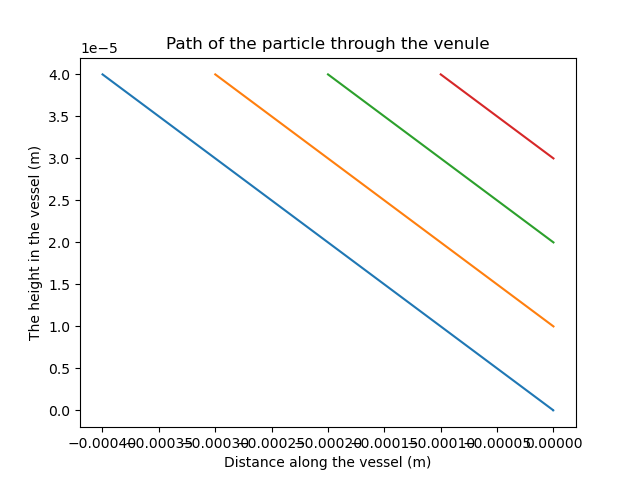 Path of the particle through the venule
1e−5
4.0
3.5
3.0
2.5
2.0
1.5
1.0
0.5
0.0
The height in the vessel (m)
−0.00040 −0.00035 −0.00030 −0.00025 −0.00020 −0.00015 −0.00010 −0.00005 0.00000
Distance along the vessel (m)